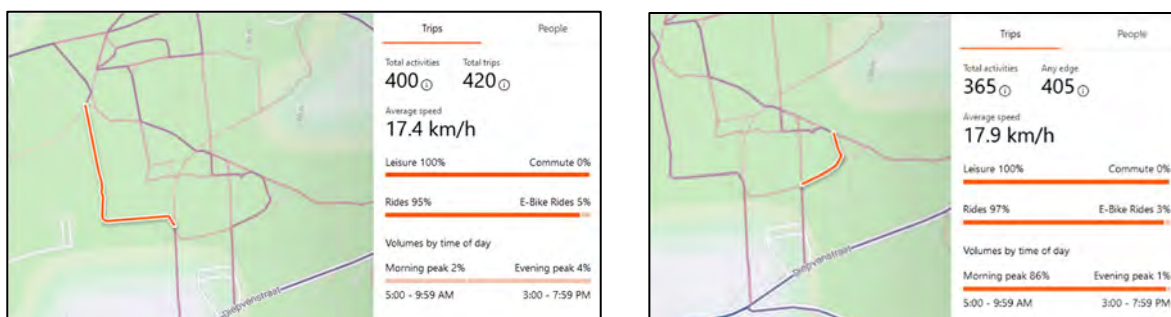 Trips People
Total activities Total trips
400 420
Average speed
17.4 km/h
Leisure 100% Commute 0%
Rides 95% E-Bike Rides 5%
Volumes by time of day
Morning peak 2% Evening peak 4%
5:00 - 9:59 AM 3:00 - 7:59 PM
Diepvenstraat
Trips People
Total activities Any edge
365 405
Average speed
17.9 km/h
Leisure 100% Commute 0%
Rides 97% E-Bike Rides 3%
Volumes by time of day
Morning peak 86% Evening peak 1%
5:00 - 9:59 AM 3:00 - 7:59 PM
Diepvenstraat